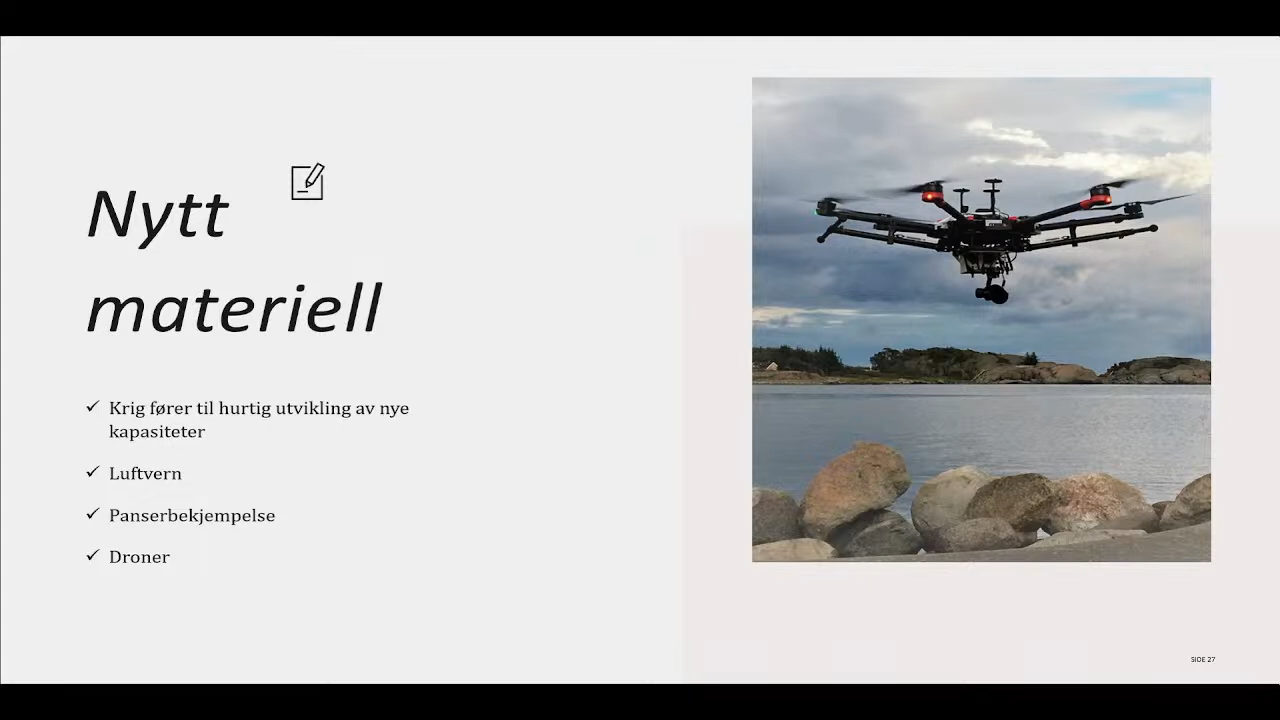 Nytt
materiell
Krig fører til hurtig utvikling av nye
kapasiteter
Luftvern
Panserbekjempelse
Droner
SIDE 27